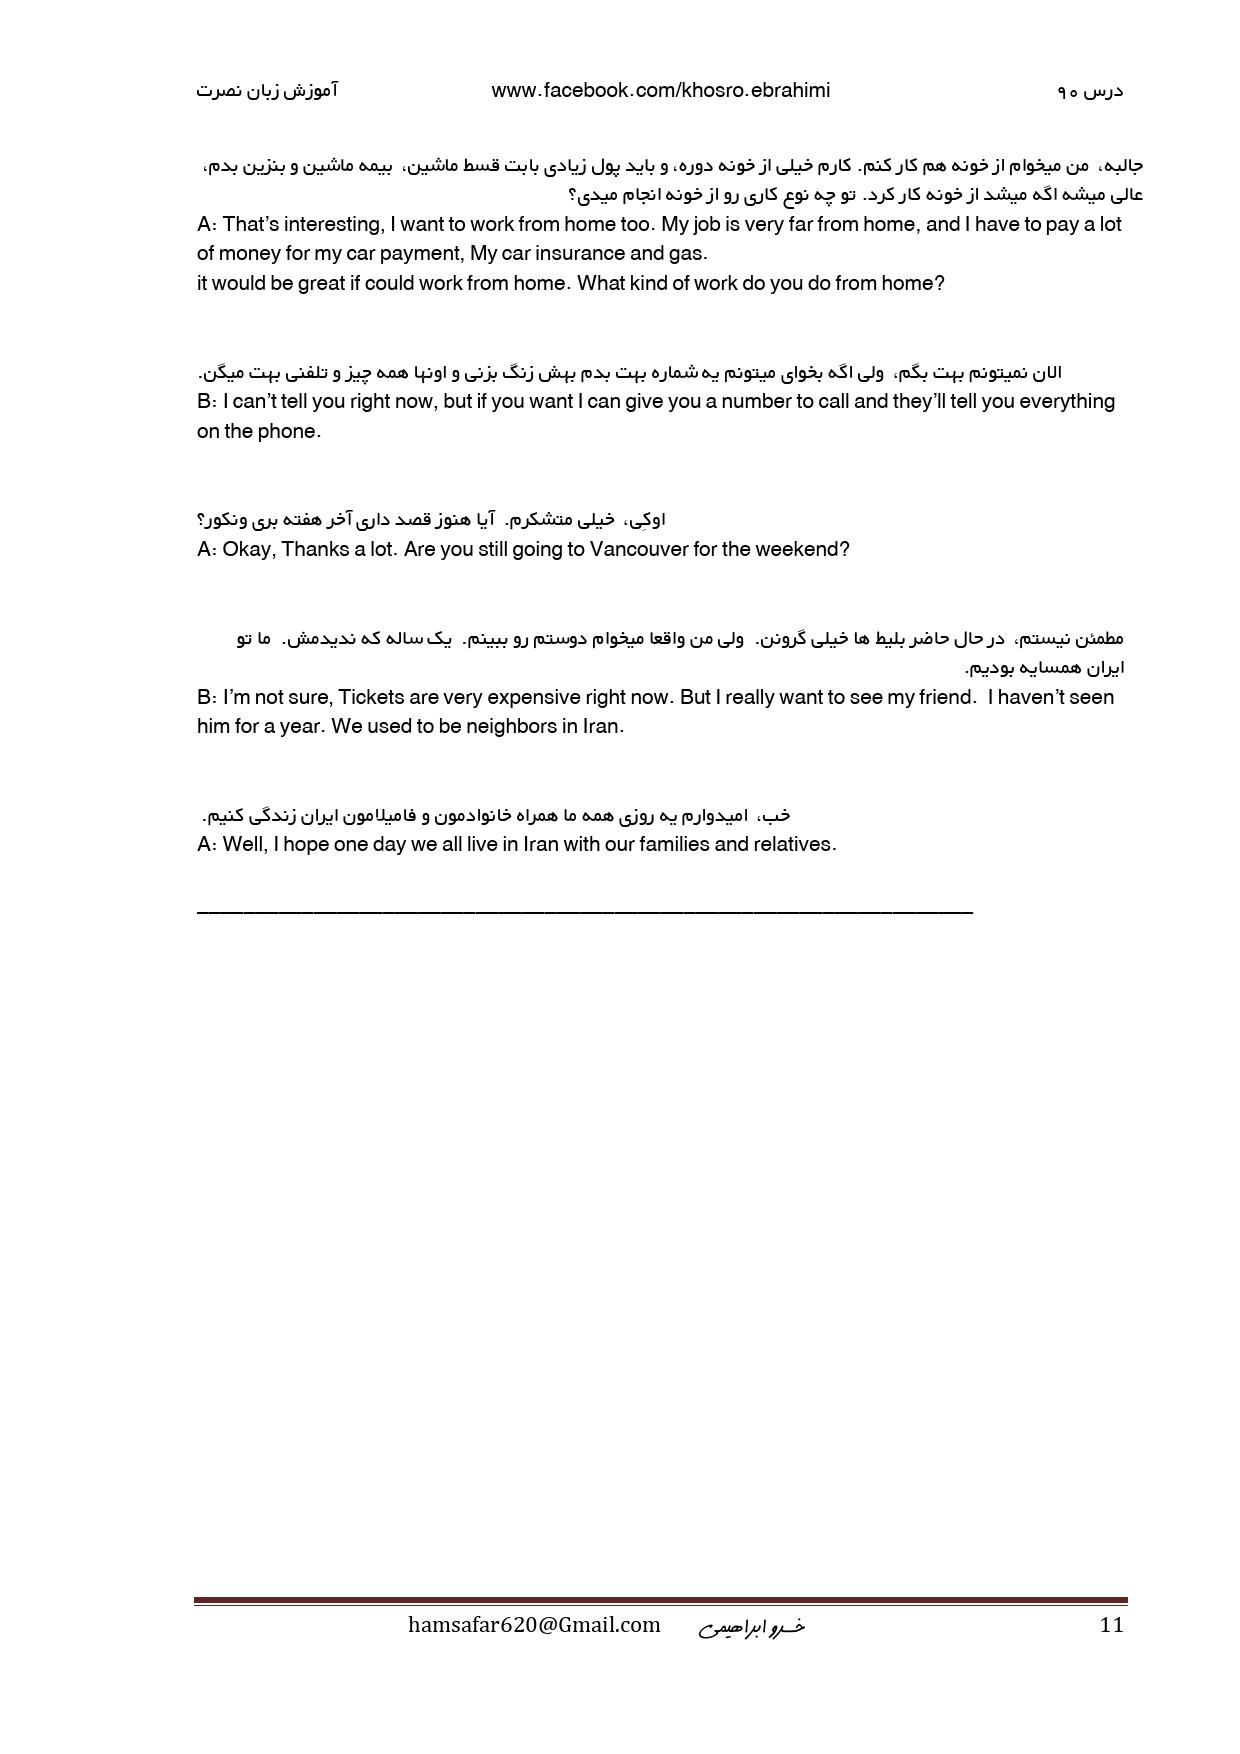 درس ۹۰ www.facebook.com/khosro.ebrahimi آموزش زبان نصرت
جالبه، من میخوام از خونه هم کار کنم. کارم خیلی از خونه دوره، و باید پول زیادی بابت قسط ماشین، بیمه ماشین و بنزین بدم،
عالی میشه اگه میشد از خونه کار کرد. تو چه نوع کاری رو از خونه انجام میدی؟
A: That’s interesting, I want to work from home too. My job is very far from home, and I have to pay a lot
of money for my car payment, My car insurance and gas.
it would be great if could work from home. What kind of work do you do from home?
الان نمیتونم بهت بگم، ولی اگه بخوای میتونم یه شماره بهت بدم بهش زنگ بزنی و اونها همه چیز و تلفنی بهت میگن.
B: I can’t tell you right now, but if you want I can give you a number to call and they’ll tell you everything
on the phone.
اوکِی، خیلی متشکرم. آیا هنوز قصد داری آخر هفته بری ونکور؟
A: Okay, Thanks a lot. Are you still going to Vancouver for the weekend?
مطمئن نیستم، در حال حاضر بلیط ها خیلی گرونن. ولی من واقعا میخوام دوستم رو ببینم. یک ساله که ندیدمش. ما تو
ایران همسایه بودیم.
B: I’m not sure, Tickets are very expensive right now. But I really want to see my friend. I haven’t seen
him for a year. We used to be neighbors in Iran.
خب، امیدوارم یه روزی همه ما همراه خانوادمون و فامیلامون ایران زندگی کنیم.
A: Well, I hope one day we all live in Iran with our families and relatives.
hamsafar620@Gmail.com خسرو ابراهیمی 11